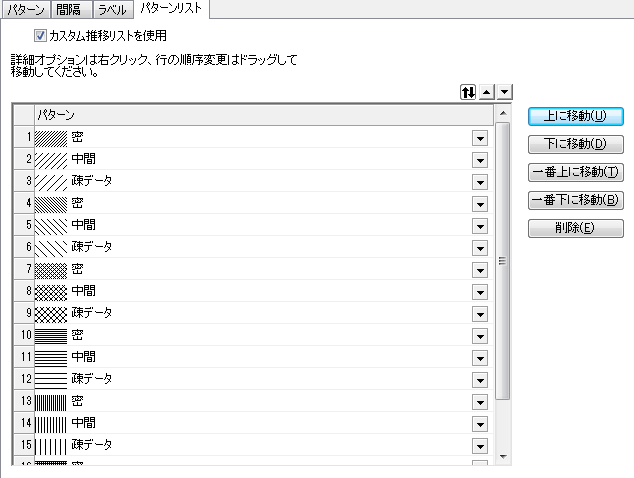 パターン 間隔 ラベル パターンリスト
カスタム推移リストを使用
詳細オプションは右クリック、行の順序変更はドラッグして
移動してください。
パターン
上に移動(U)
下に移動(D)
一番上に移動(T)
一番下に移動(B)
削除(E)
1 密
2 中間
3 疎データ
4 密
5 中間
6 疎データ
7 密
8 中間
9 疎データ
10 密
11 中間
12 疎データ
13 密
14 中間
15 疎データ
16 密